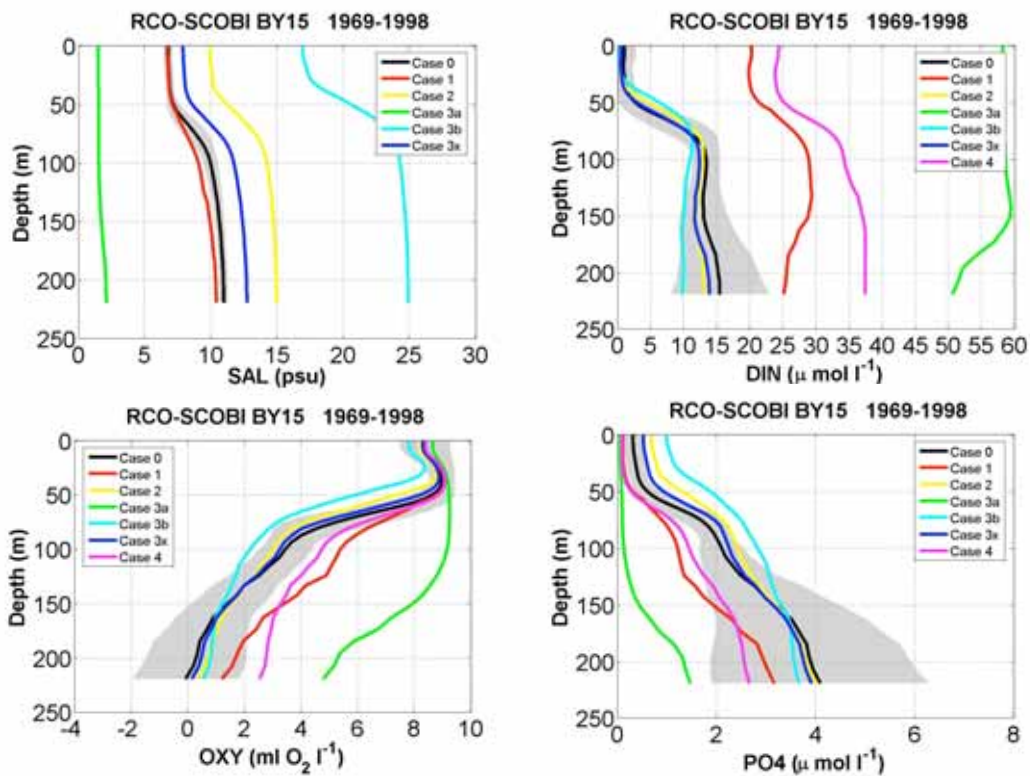 RCO-SCOBI BY15 1969-1998
0
50
100
150
200
250
Depth (m)
0 5 10 15 20 25 30
SAL (psu)
Case 0
Case 1
Case 2
Case 3a
Case 3b
Case 3x
RCO-SCOBI BY15 1969-1998
0
50
100
150
200
250
Depth (m)
0 5 10 15 20 25 30 35 40 45 50 55 60
DIN (μ mol l⁻¹)
Case 0
Case 1
Case 2
Case 3a
Case 3b
Case 3x
Case 4
RCO-SCOBI BY15 1969-1998
0
50
100
150
200
250
Depth (m)
-4 -2 0 2 4 6 8 10
OXY (ml O₂ l⁻¹)
Case 0
Case 1
Case 2
Case 3a
Case 3b
Case 3x
Case 4
RCO-SCOBI BY15 1969-1998
0
50
100
150
200
250
Depth (m)
0 2 4 6 8
PO4 (μ mol l⁻¹)
Case 0
Case 1
Case 2
Case 3a
Case 3b
Case 3x
Case 4